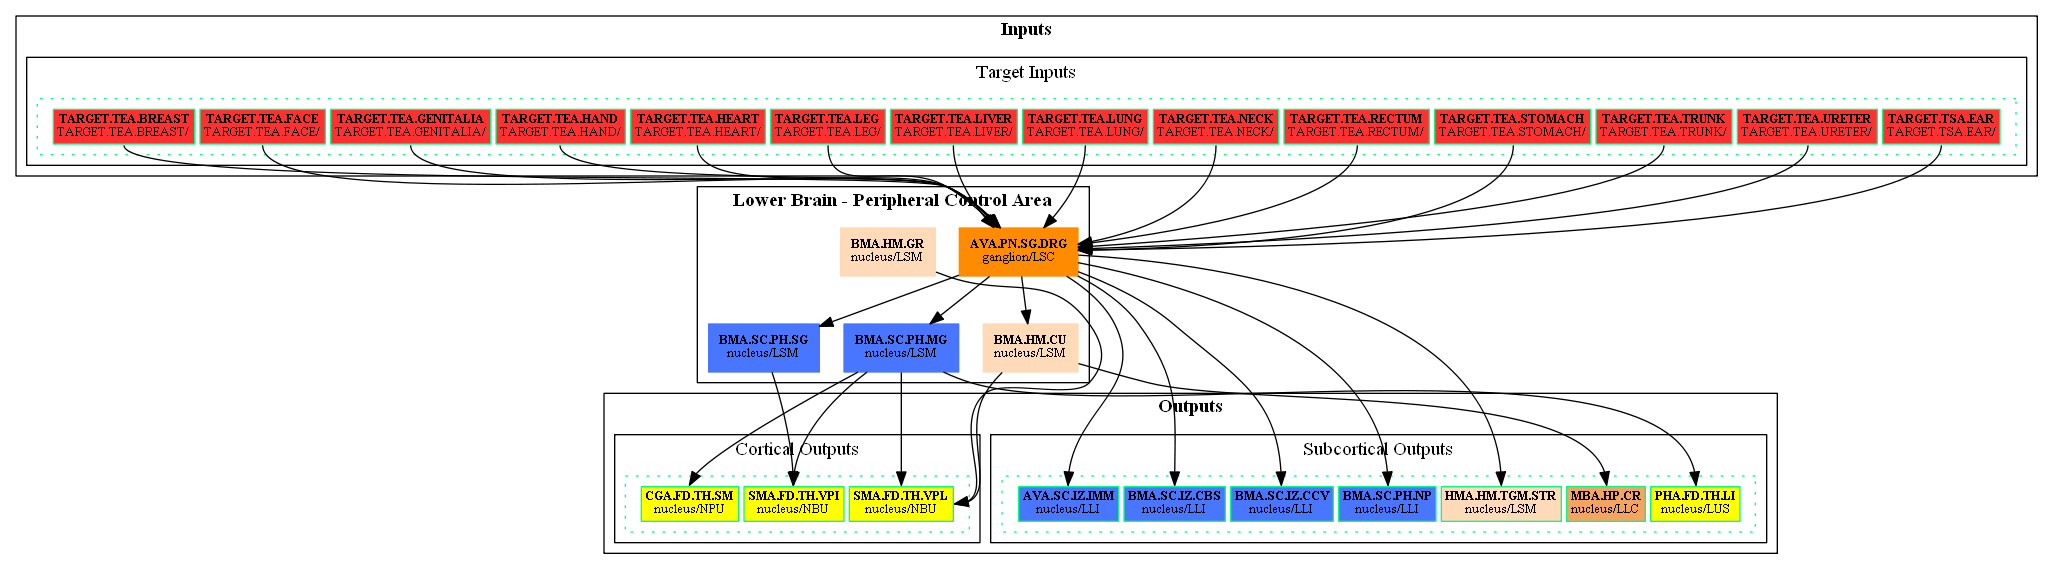 Inputs
Target Inputs
TARGET.TEA.BREAST
TARGET.TEA.BREAST/
TARGET.TEA.FACE
TARGET.TEA.FACE/
TARGET.TEA.GENITALIA
TARGET.TEA.GENITALIA/
TARGET.TEA.HAND
TARGET.TEA.HAND/
TARGET.TEA.HEART
TARGET.TEA.HEART/
TARGET.TEA.LEG
TARGET.TEA.LEG/
TARGET.TEA.LIVER
TARGET.TEA.LIVER/
TARGET.TEA.LUNG
TARGET.TEA.LUNG/
TARGET.TEA.NECK
TARGET.TEA.NECK/
TARGET.TEA.RECTUM
TARGET.TEA.RECTUM/
TARGET.TEA.STOMACH
TARGET.TEA.STOMACH/
TARGET.TEA.TRUNK
TARGET.TEA.TRUNK/
TARGET.TEA.URETER
TARGET.TEA.URETER/
TARGET.TSA.EAR
TARGET.TSA.EAR/
Lower Brain - Peripheral Control Area
BMA.HM.GR
nucleus/LSM
AVA.PN.SG.DRG
ganglion/LSC
BMA.SC.PH.SG
nucleus/LSM
BMA.SC.PH.MG
nucleus/LSM
BMA.HM.CU
nucleus/LSM
Outputs
Cortical Outputs
CGA.FD.TH.SM
nucleus/NPU
SMA.FD.TH.VPI
nucleus/NBU
SMA.FD.TH.VPL
nucleus/NBU
Subcortical Outputs
AVA.SC.IZ.IMM
nucleus/LLI
BMA.SC.IZ.CBS
nucleus/LLI
BMA.SC.IZ.CCV
nucleus/LLI
BMA.SC.PH.NP
nucleus/LLI
HMA.HM.TGM.STR
nucleus/LSM
MBA.HP.CR
nucleus/LLC
PHA.FD.TH.LI
nucleus/LUS